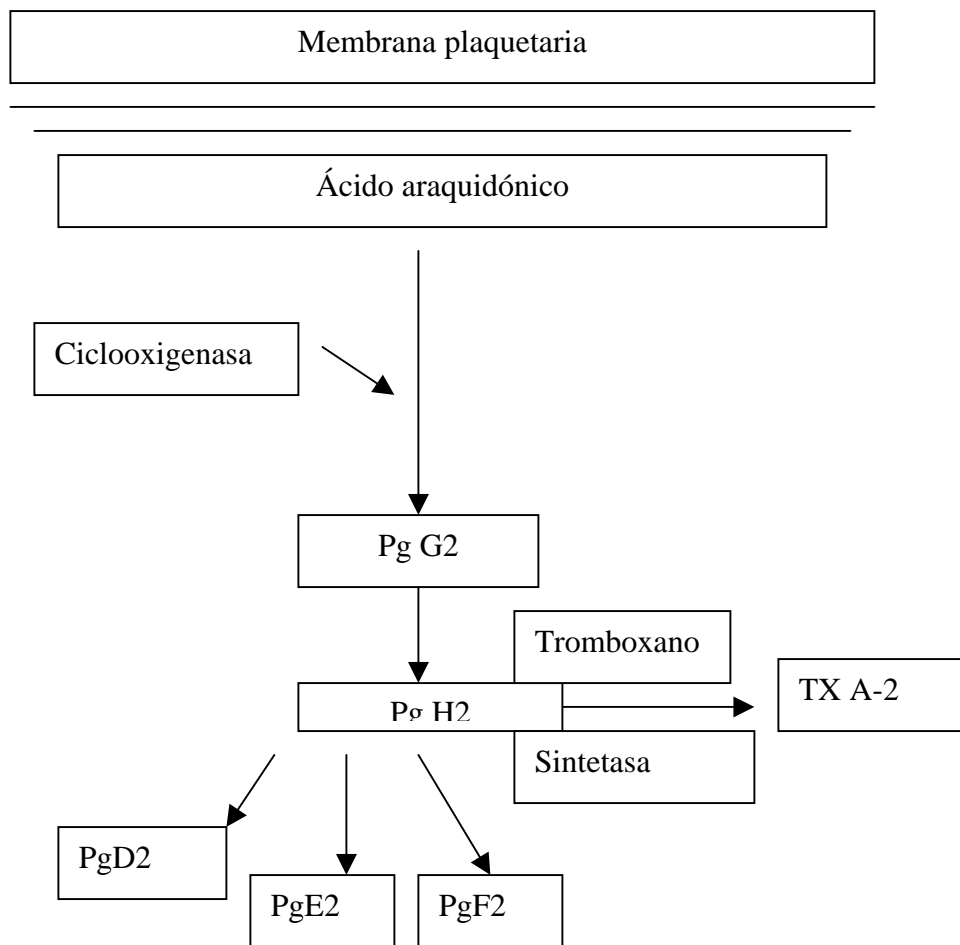 Membrana plaquetaria
Ácido araquidónico
Ciclooxigenasa
Pg G2
Tromboxano
TX A-2
Pg H2
Sintetasa
PgD2
PgE2
PgF2